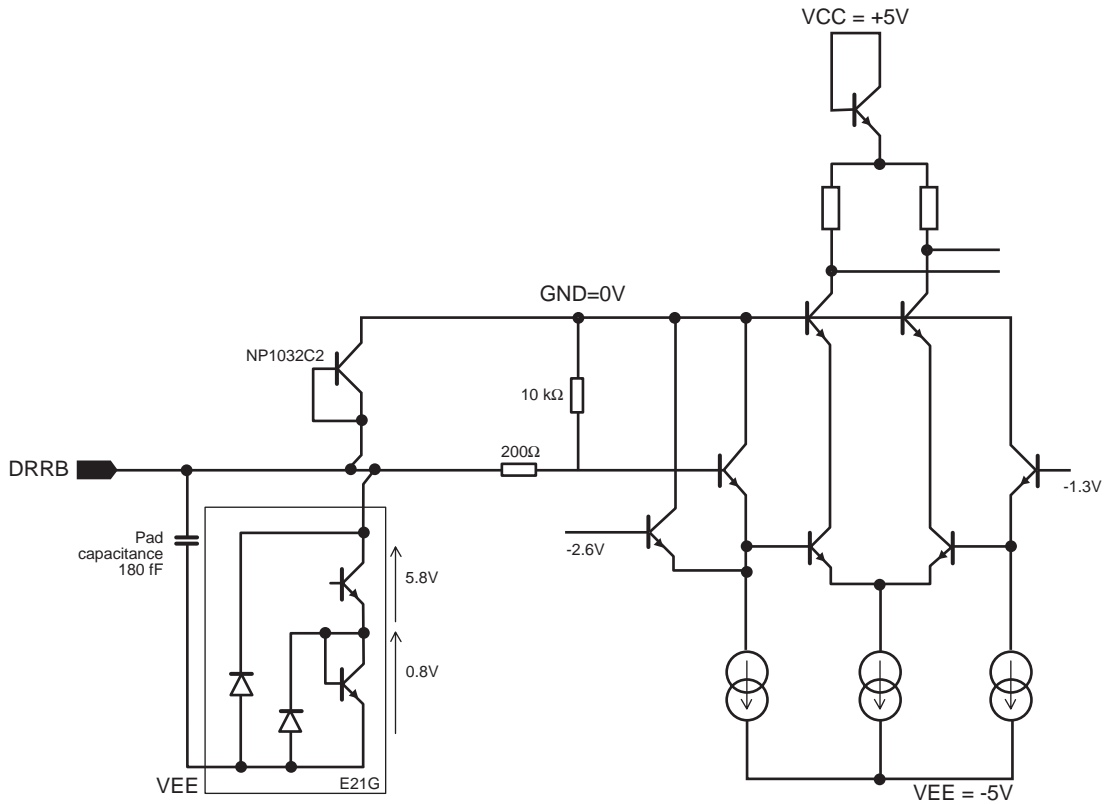 VCC = +5V
GND=0V
NP1032C2
10 kΩ
200Ω
DRRB
-1.3V
Pad
capacitance
180 fF
-2.6V
5.8V
0.8V
VEE
E21G
VEE = -5V